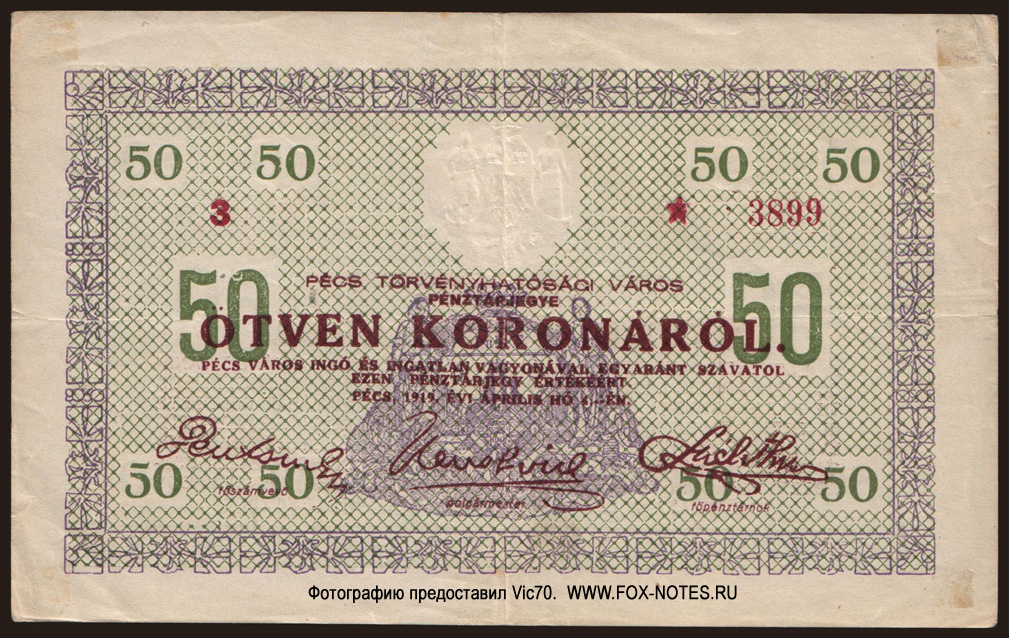 50 50 50 50
3 ★ 3899
50 50
PÉCS TÖRVÉNYHATÓSÁGI VÁROS
PÉNZTÁRJEGYE
ÖTVEN KORONÁRÓL.
PÉCS VÁROS INGÓ ÉS INGATLAN VAGYONÁVAL EGYARÁNT SZAVATOL
EZEN PÉNZTÁRJEGY ÉRTÉKEÉRT.
PÉCS, 1919. ÉVI ÁPRILIS HÓ 4.-ÉN.
50 50 50 50
főszámvevő polgármester főpénztárnok
Фотографию предоставил Vic70. WWW.FOX-NOTES.RU